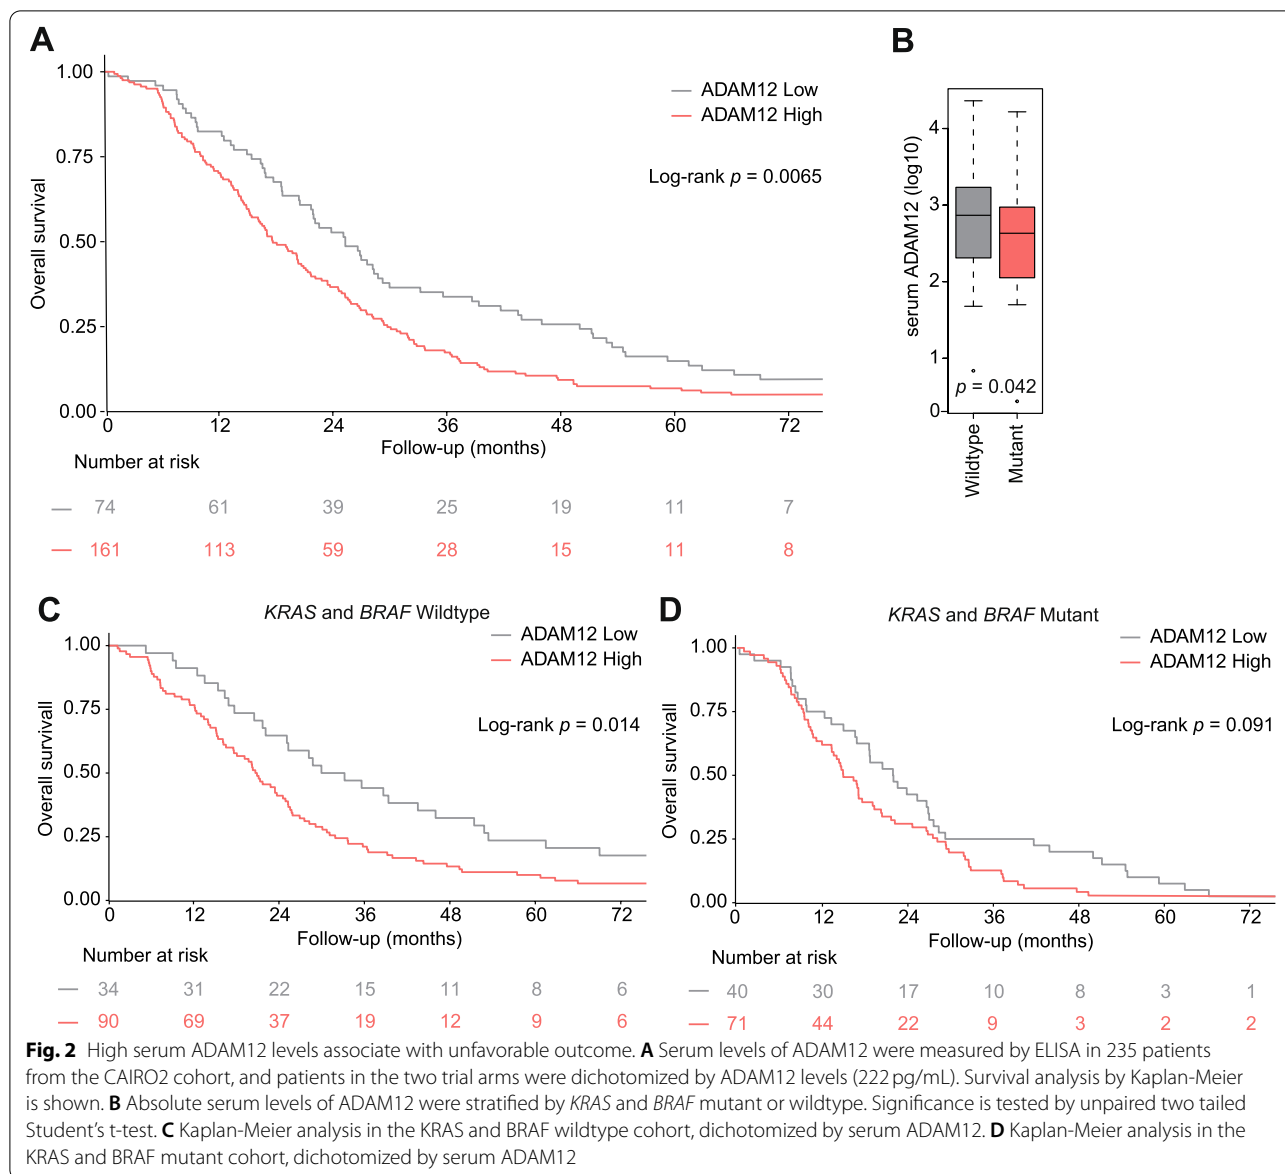 A
B
1.00
0.75
0.50
0.25
0.00
Overall survival
ADAM12 Low
ADAM12 High
Log-rank p = 0.0065
0 12 24 36 48 60 72
Follow-up (months)
Number at risk
74 61 39 25 19 11 7
161 113 59 28 15 11 8
serum ADAM12 (log10)
4
3
2
1
0
p = 0.042
Wildtype
Mutant
C
KRAS and BRAF Wildtype
ADAM12 Low
ADAM12 High
Log-rank p = 0.014
1.00
0.75
0.50
0.25
0.00
Overall survivall
0 12 24 36 48 60 72
Follow-up (months)
Number at risk
34 31 22 15 11 8 6
90 69 37 19 12 9 6
D
KRAS and BRAF Mutant
ADAM12 Low
ADAM12 High
Log-rank p = 0.091
1.00
0.75
0.50
0.25
0.00
Overall survivall
0 12 24 36 48 60 72
Follow-up (months)
Number at risk
40 30 17 10 8 3 1
71 44 22 9 3 2 2
Fig. 2 High serum ADAM12 levels associate with unfavorable outcome. A Serum levels of ADAM12 were measured by ELISA in 235 patients
from the CAIRO2 cohort, and patients in the two trial arms were dichotomized by ADAM12 levels (222 pg/mL). Survival analysis by Kaplan-Meier
is shown. B Absolute serum levels of ADAM12 were stratified by KRAS and BRAF mutant or wildtype. Significance is tested by unpaired two tailed
Student's t-test. C Kaplan-Meier analysis in the KRAS and BRAF wildtype cohort, dichotomized by serum ADAM12. D Kaplan-Meier analysis in the
KRAS and BRAF mutant cohort, dichotomized by serum ADAM12